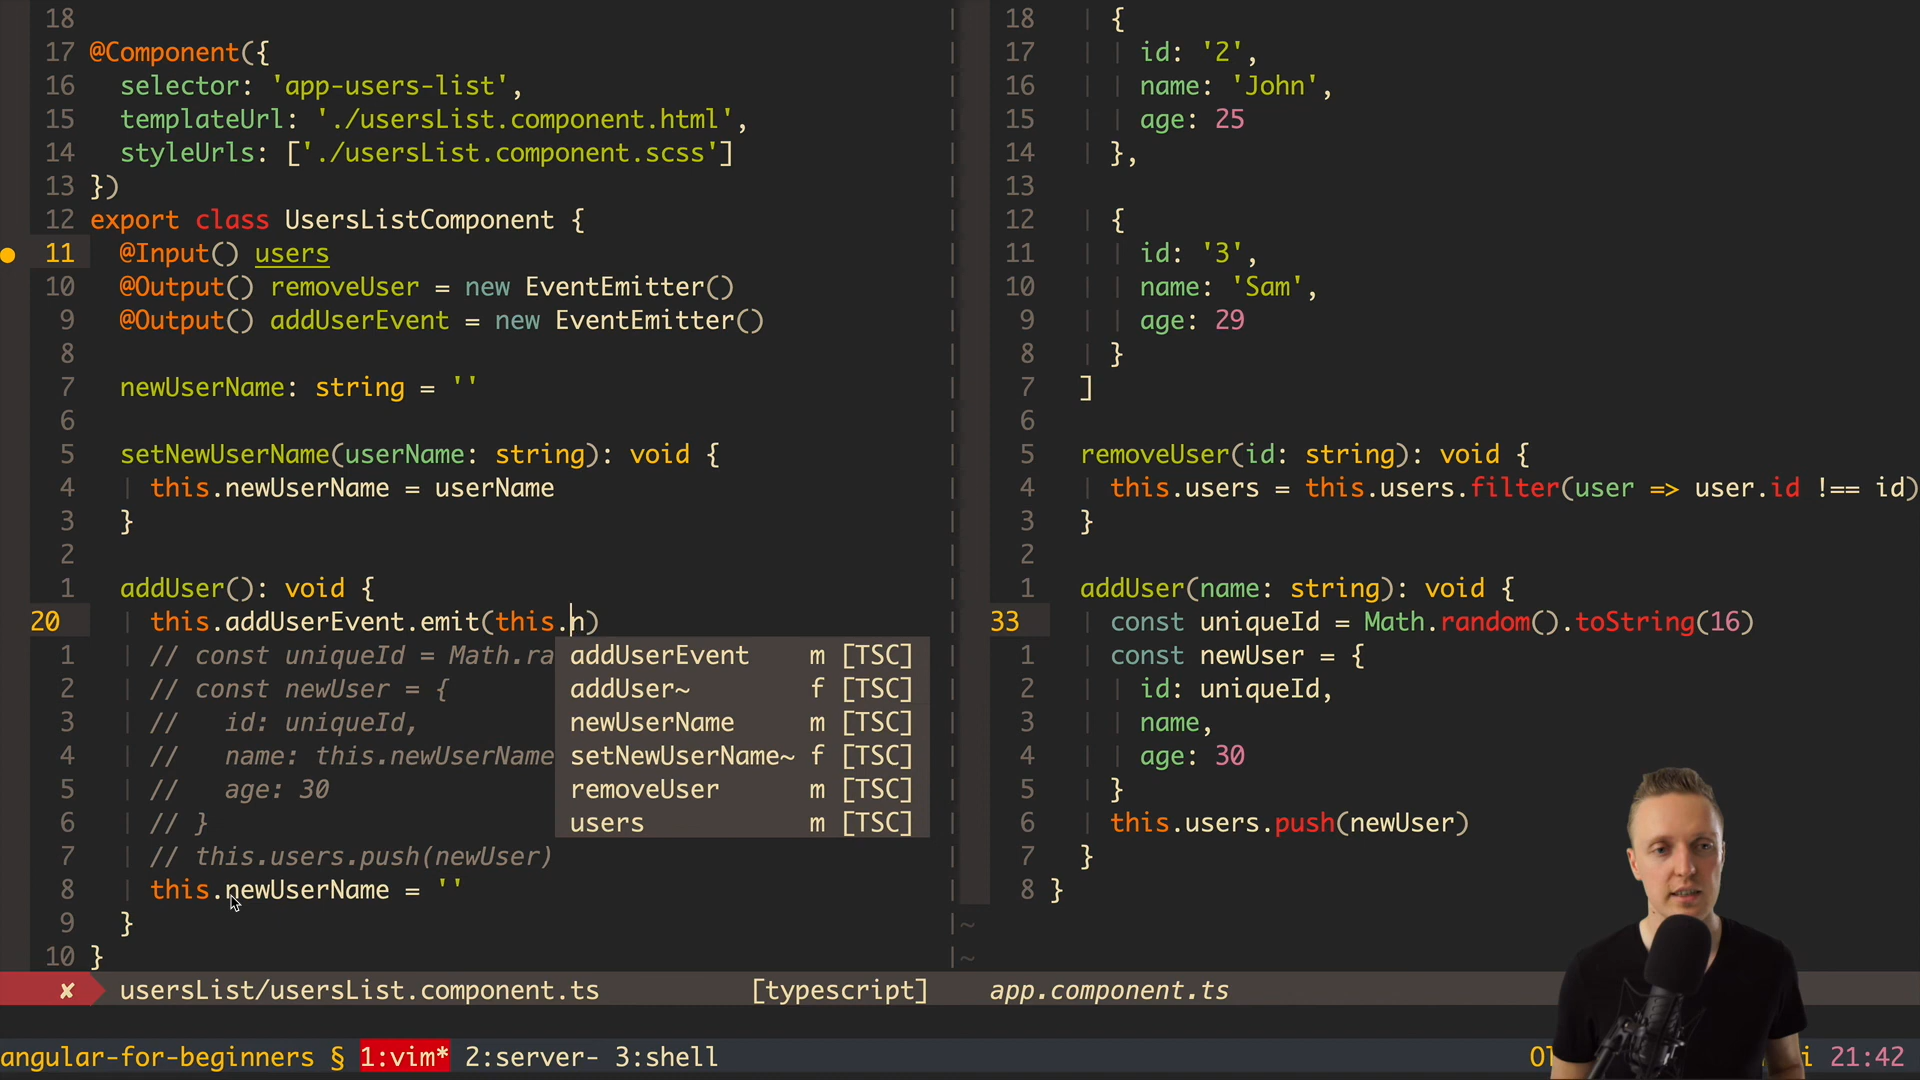 18
17 @Component({
16 selector: 'app-users-list',
15 templateUrl: './usersList.component.html',
14 styleUrls: ['./usersList.component.scss']
13 })
12 export class UsersListComponent {
11 @Input() users
10 @Output() removeUser = new EventEmitter()
9 @Output() addUserEvent = new EventEmitter()
8
7 newUserName: string = ''
6
5 setNewUserName(userName: string): void {
4 this.newUserName = userName
3 }
2
1 addUser(): void {
20 this.addUserEvent.emit(this.n)
1 // const uniqueId = Math.ra
2 // const newUser = {
3 // id: uniqueId,
4 // name: this.newUserName
5 // age: 30
6 // }
7 // this.users.push(newUser)
8 this.newUserName = ''
9 }
10 }
addUserEvent m [TSC]
addUser~ f [TSC]
newUserName m [TSC]
setNewUserName~ f [TSC]
removeUser m [TSC]
users m [TSC]
18 {
17 id: '2',
16 name: 'John',
15 age: 25
14 },
13
12 {
11 id: '3',
10 name: 'Sam',
9 age: 29
8 }
7 ]
6
5 removeUser(id: string): void {
4 this.users = this.users.filter(user => user.id !== id)
3 }
2
1 addUser(name: string): void {
33 const uniqueId = Math.random().toString(16)
1 const newUser = {
2 id: uniqueId,
3 name,
4 age: 30
5 }
6 this.users.push(newUser)
7 }
8 }
~
~
✘ usersList/usersList.component.ts [typescript] app.component.ts
angular-for-beginners § 1:vim* 2:server- 3:shell 21:42